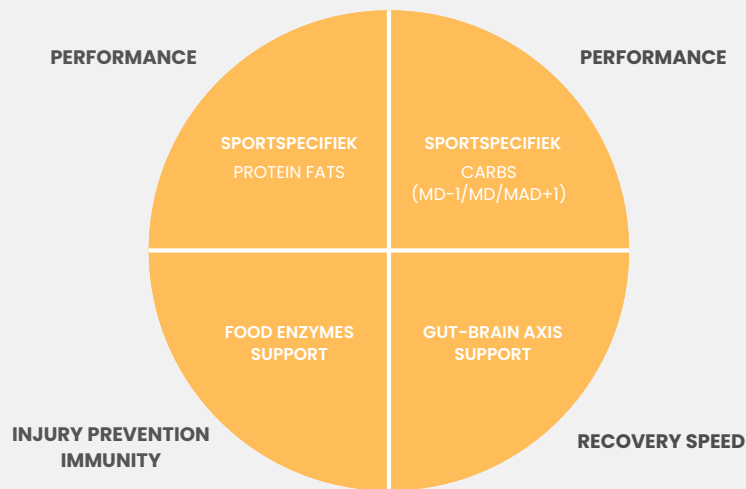 PERFORMANCE
PERFORMANCE
SPORTSPECIFIEK
PROTEIN FATS
SPORTSPECIFIEK
CARBS
(MD-1/MD/MAD+1)
FOOD ENZYMES
SUPPORT
GUT-BRAIN AXIS
SUPPORT
INJURY PREVENTION
IMMUNITY
RECOVERY SPEED